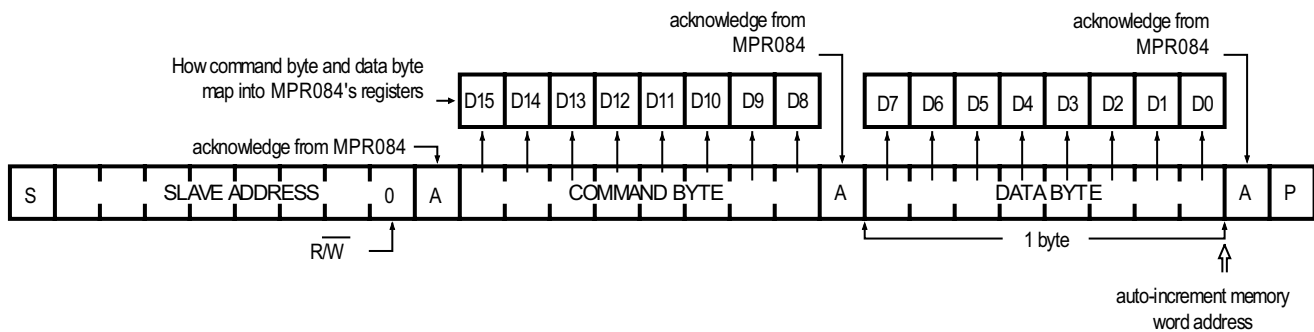 acknowledge from
MPR084
acknowledge from
MPR084
How command byte and data byte
map into MPR084's registers
D15 D14 D13 D12 D11 D10 D9 D8
D7 D6 D5 D4 D3 D2 D1 D0
acknowledge from MPR084
S SLAVE ADDRESS 0 A COMMAND BYTE A DATA BYTE A P
R/W̅
1 byte
auto-increment memory
word address